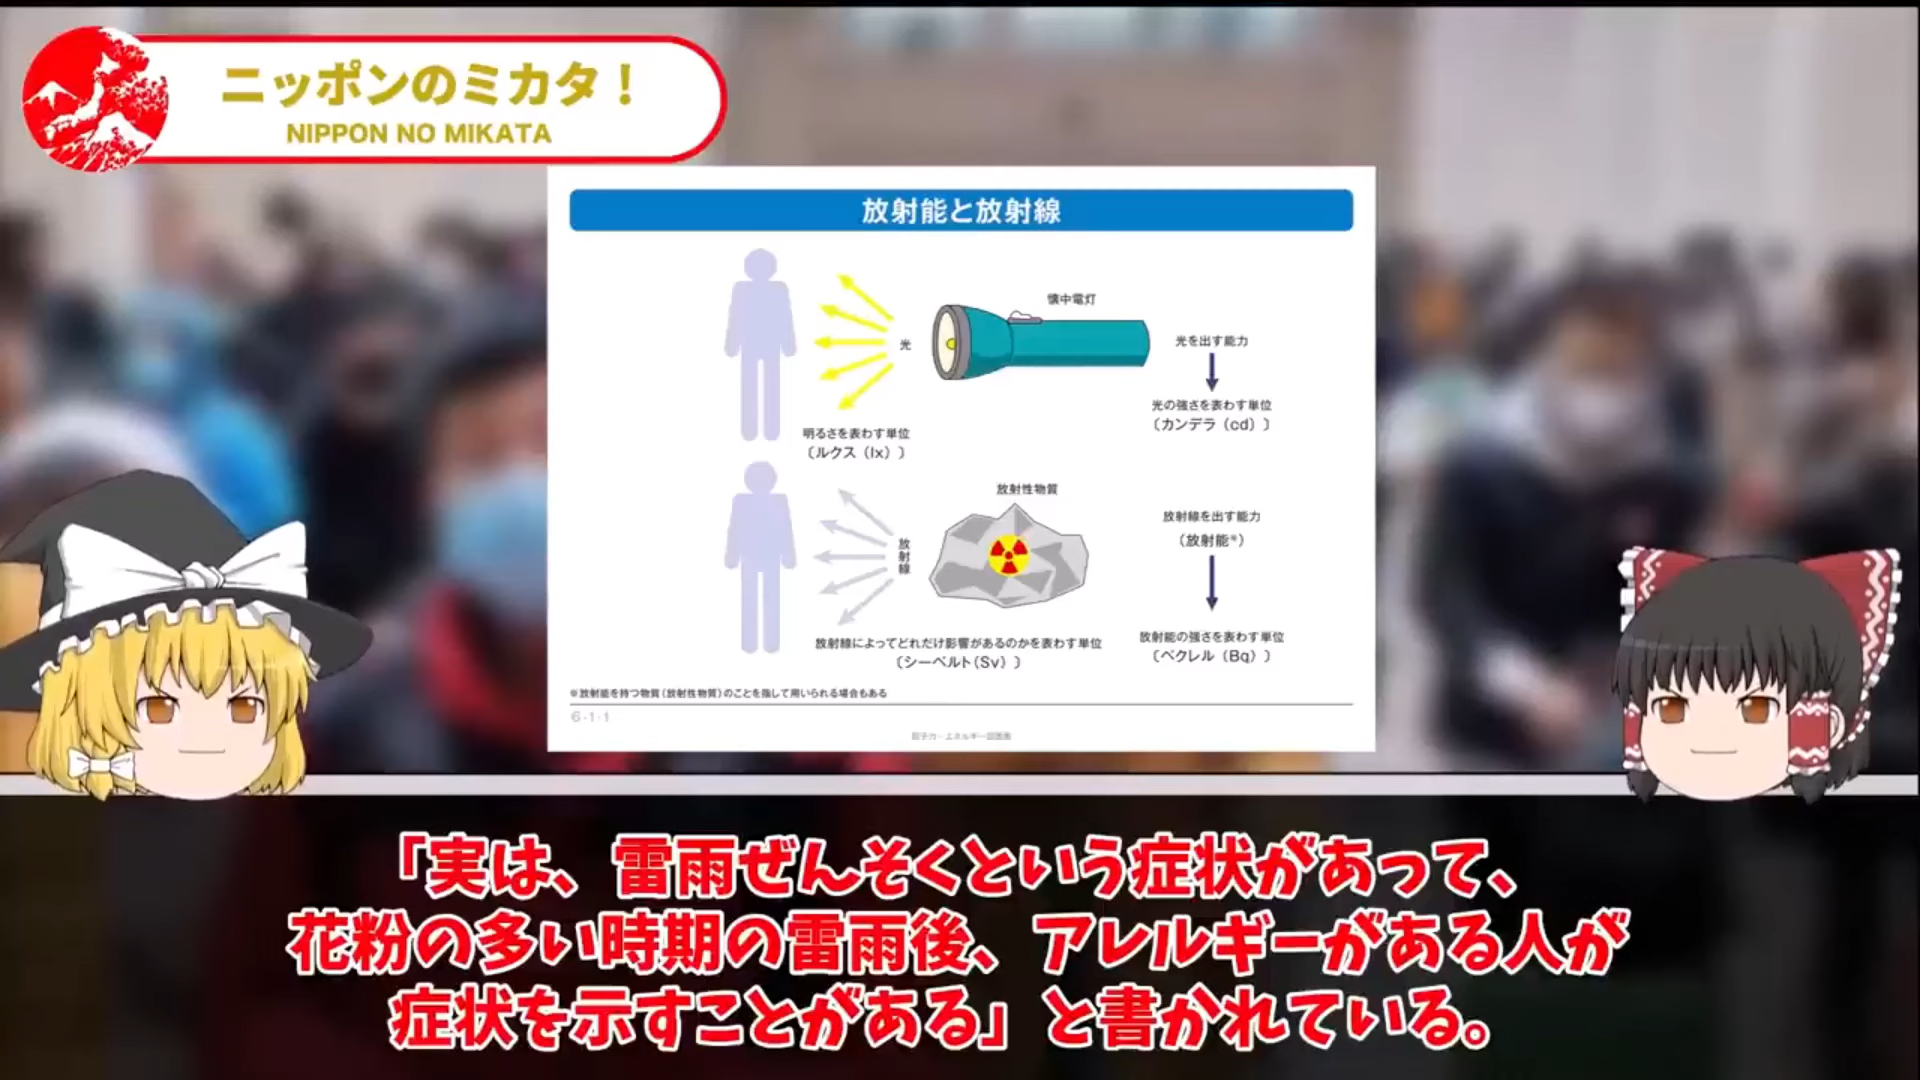 ニッポンのミカタ！
NIPPON NO MIKATA
放射能と放射線
懐中電灯
光
光を出す能力
光の強さを表わす単位
〔カンデラ（cd）〕
明るさを表わす単位
〔ルクス（lx）〕
放射性物質
放射線
放射線を出す能力
（放射能※）
放射線によってどれだけ影響があるのかを表わす単位
〔シーベルト（Sv）〕
放射能の強さを表わす単位
〔ベクレル（Bq）〕
※放射能を持つ物質（放射性物質）のことを指して用いられる場合もある
6-1-1
原子力・エネルギー図面集
「実は、雷雨ぜんそくという症状があって、
花粉の多い時期の雷雨後、アレルギーがある人が
症状を示すことがある」と書かれている。